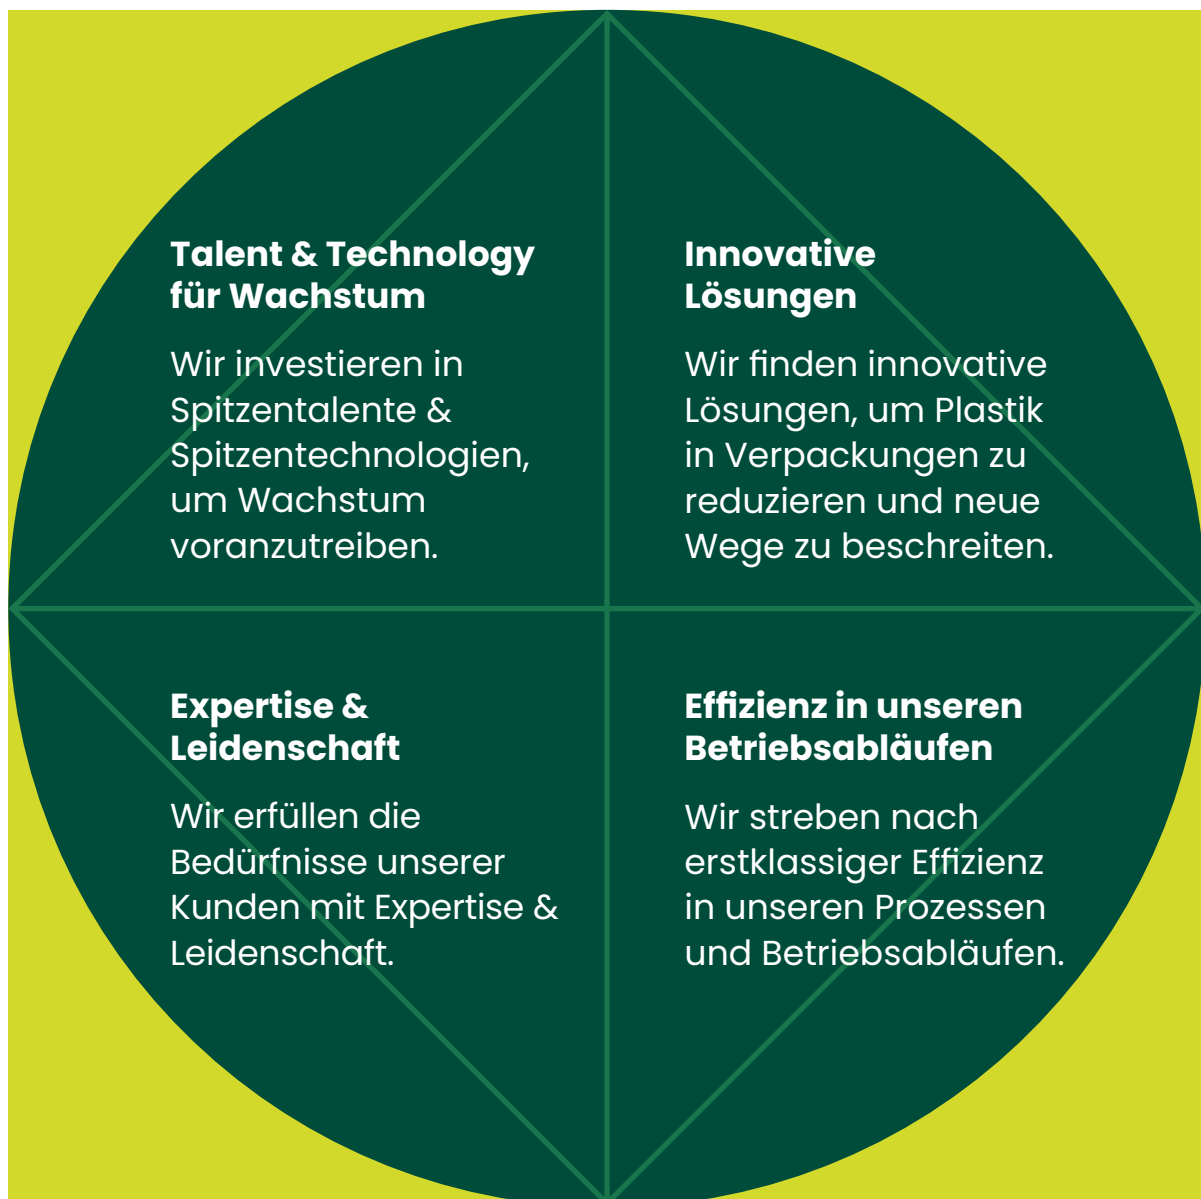 Talent & Technology
für Wachstum
Wir investieren in
Spitzentalente &
Spitzentechnologien,
um Wachstum
voranzutreiben.
Innovative
Lösungen
Wir finden innovative
Lösungen, um Plastik
in Verpackungen zu
reduzieren und neue
Wege zu beschreiten.
Expertise &
Leidenschaft
Wir erfüllen die
Bedürfnisse unserer
Kunden mit Expertise &
Leidenschaft.
Effizienz in unseren
Betriebsabläufen
Wir streben nach
erstklassiger Effizienz
in unseren Prozessen
und Betriebsabläufen.